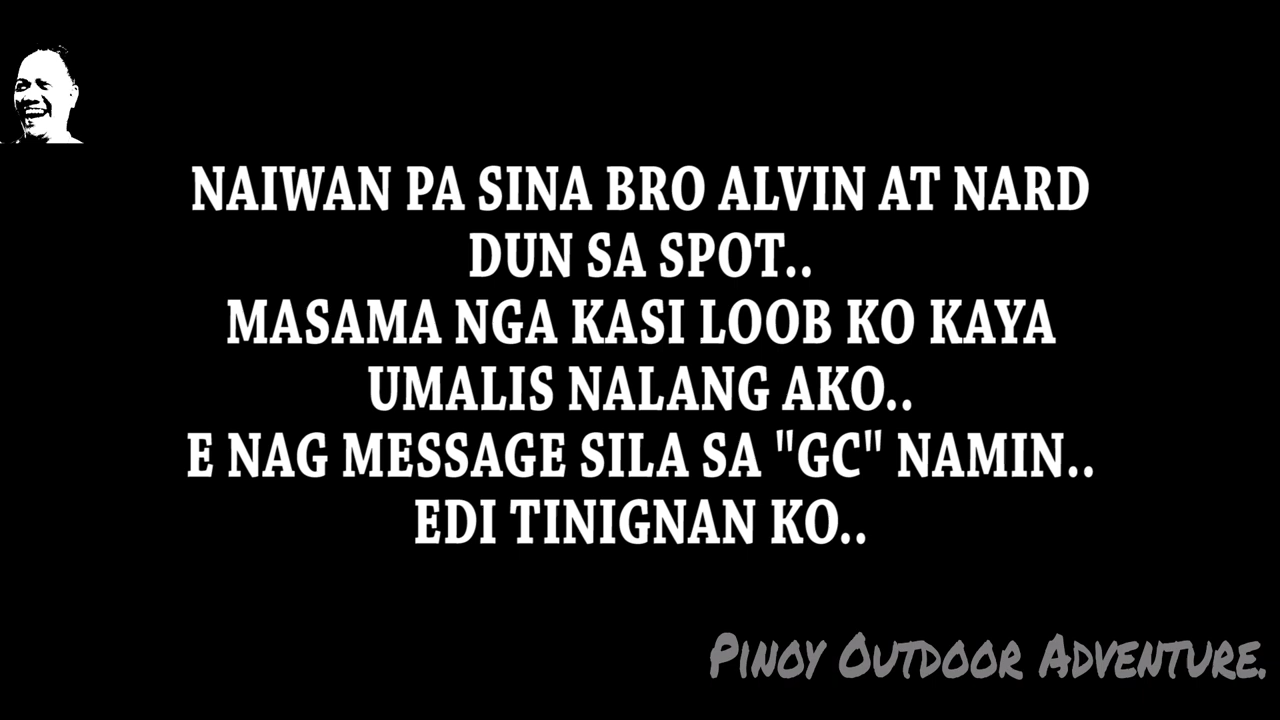 NAIWAN PA SINA BRO ALVIN AT NARD
DUN SA SPOT..
MASAMA NGA KASI LOOB KO KAYA
UMALIS NALANG AKO..
E NAG MESSAGE SILA SA "GC" NAMIN..
EDI TINIGNAN KO..
PINOY OUTDOOR ADVENTURE.